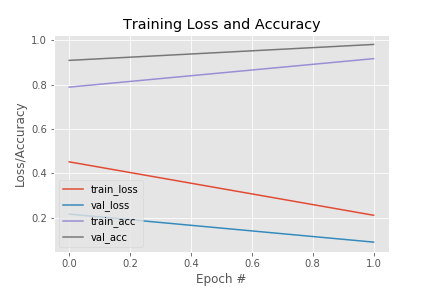 Training Loss and Accuracy
1.0
0.8
0.6
0.4
0.2
Loss/Accuracy
train_loss
val_loss
train_acc
val_acc
0.0 0.2 0.4 0.6 0.8 1.0
Epoch #